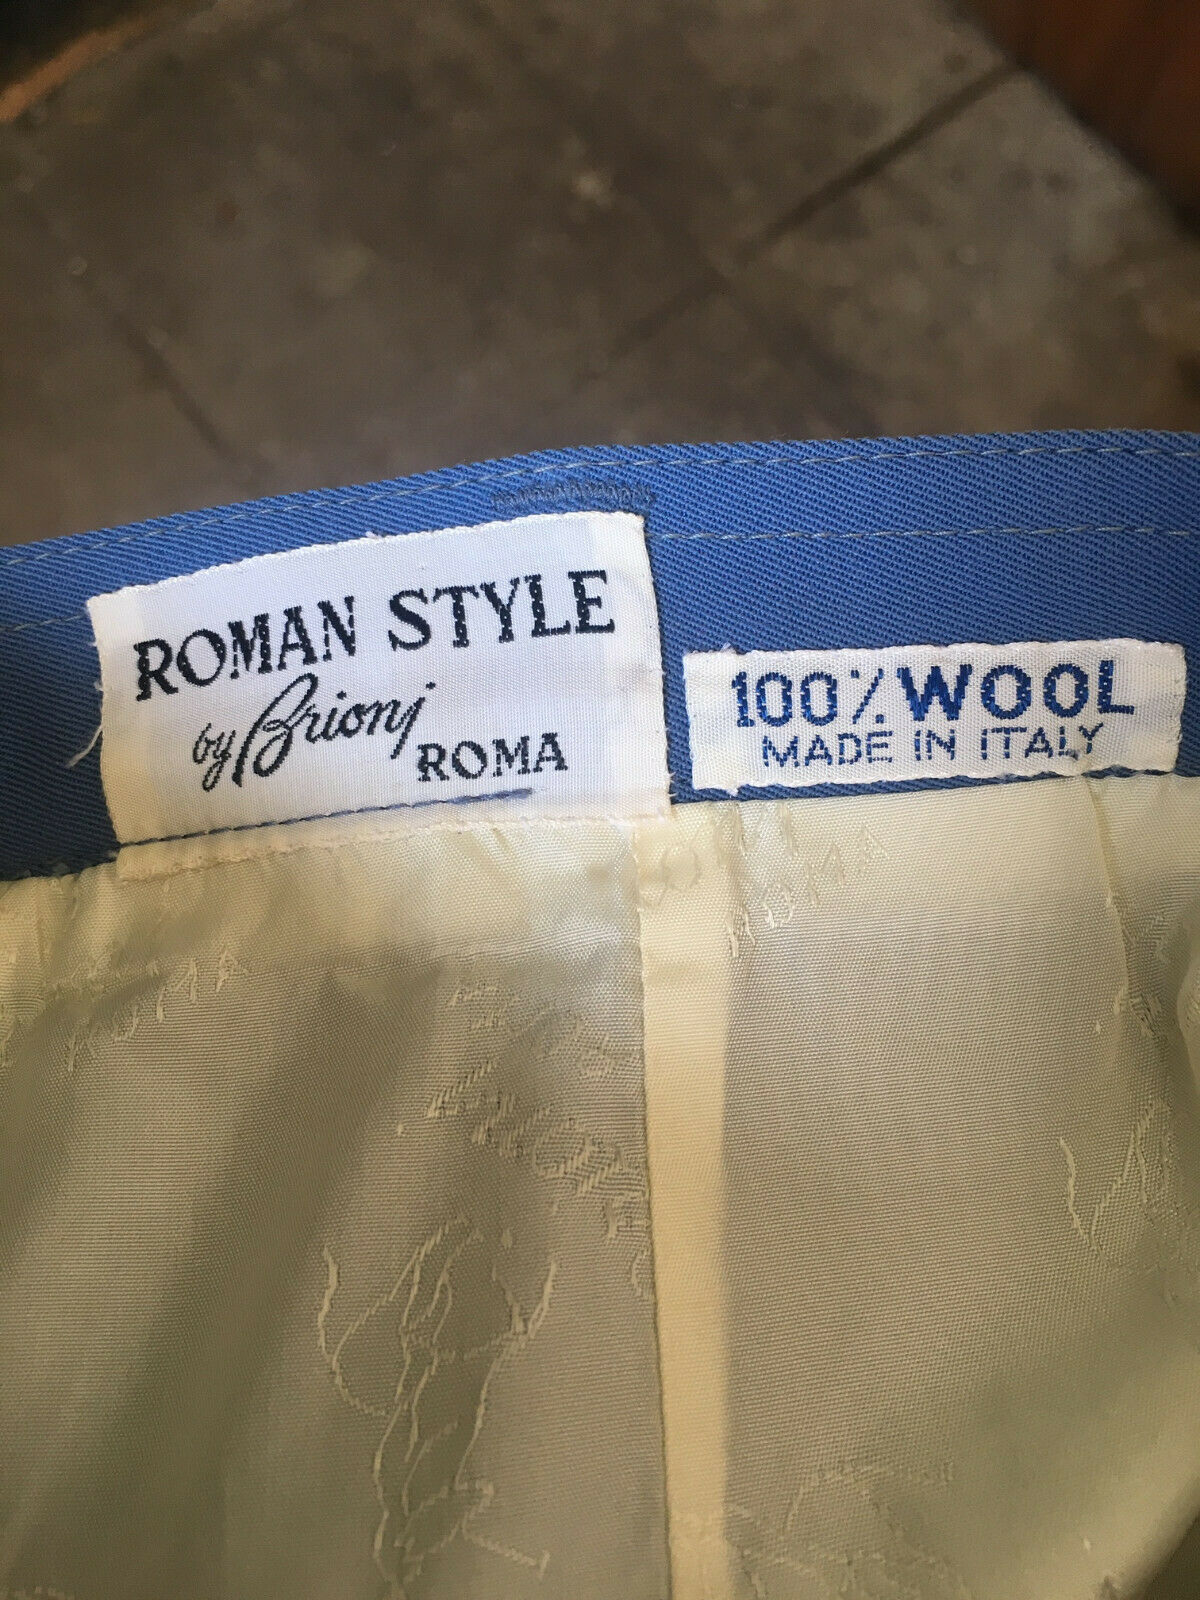 ROMAN STYLE
by Brioni
ROMA
100% WOOL
MADE IN ITALY